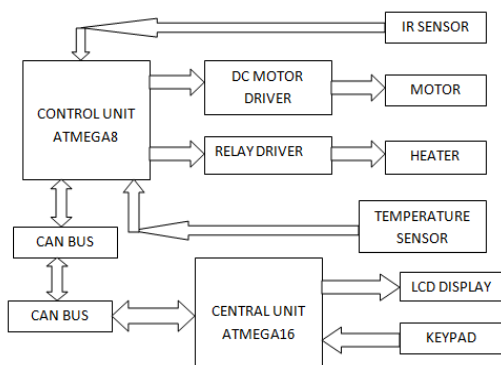 IR SENSOR
DC MOTOR
DRIVER
MOTOR
CONTROL UNIT
ATMEGA8
RELAY DRIVER
HEATER
TEMPERATURE
SENSOR
CAN BUS
CENTRAL UNIT
ATMEGA16
LCD DISPLAY
CAN BUS
KEYPAD